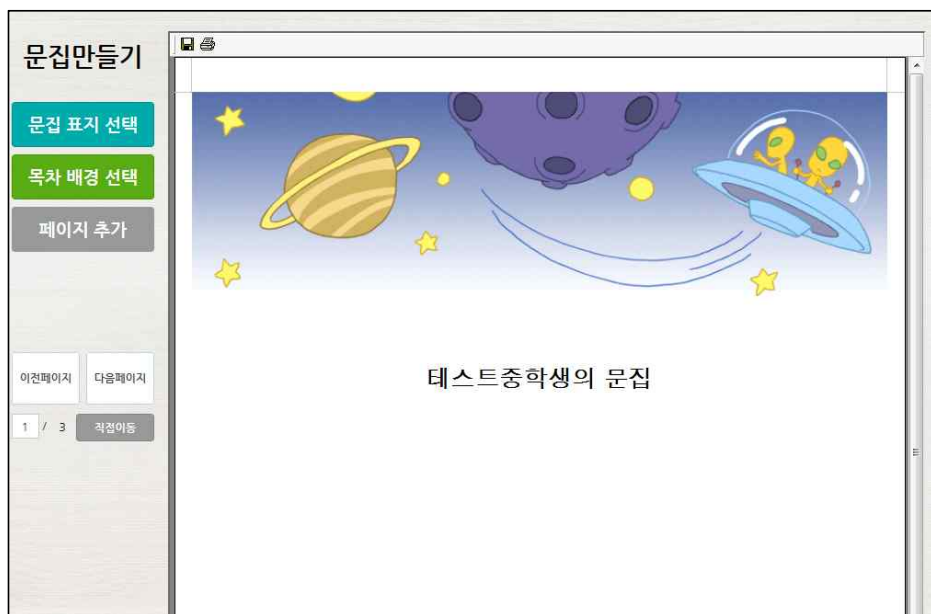 문집만들기
문집 표지 선택
목차 배경 선택
페이지 추가
이전페이지 다음페이지
1 / 3 직접이동
테스트중학생의 문집